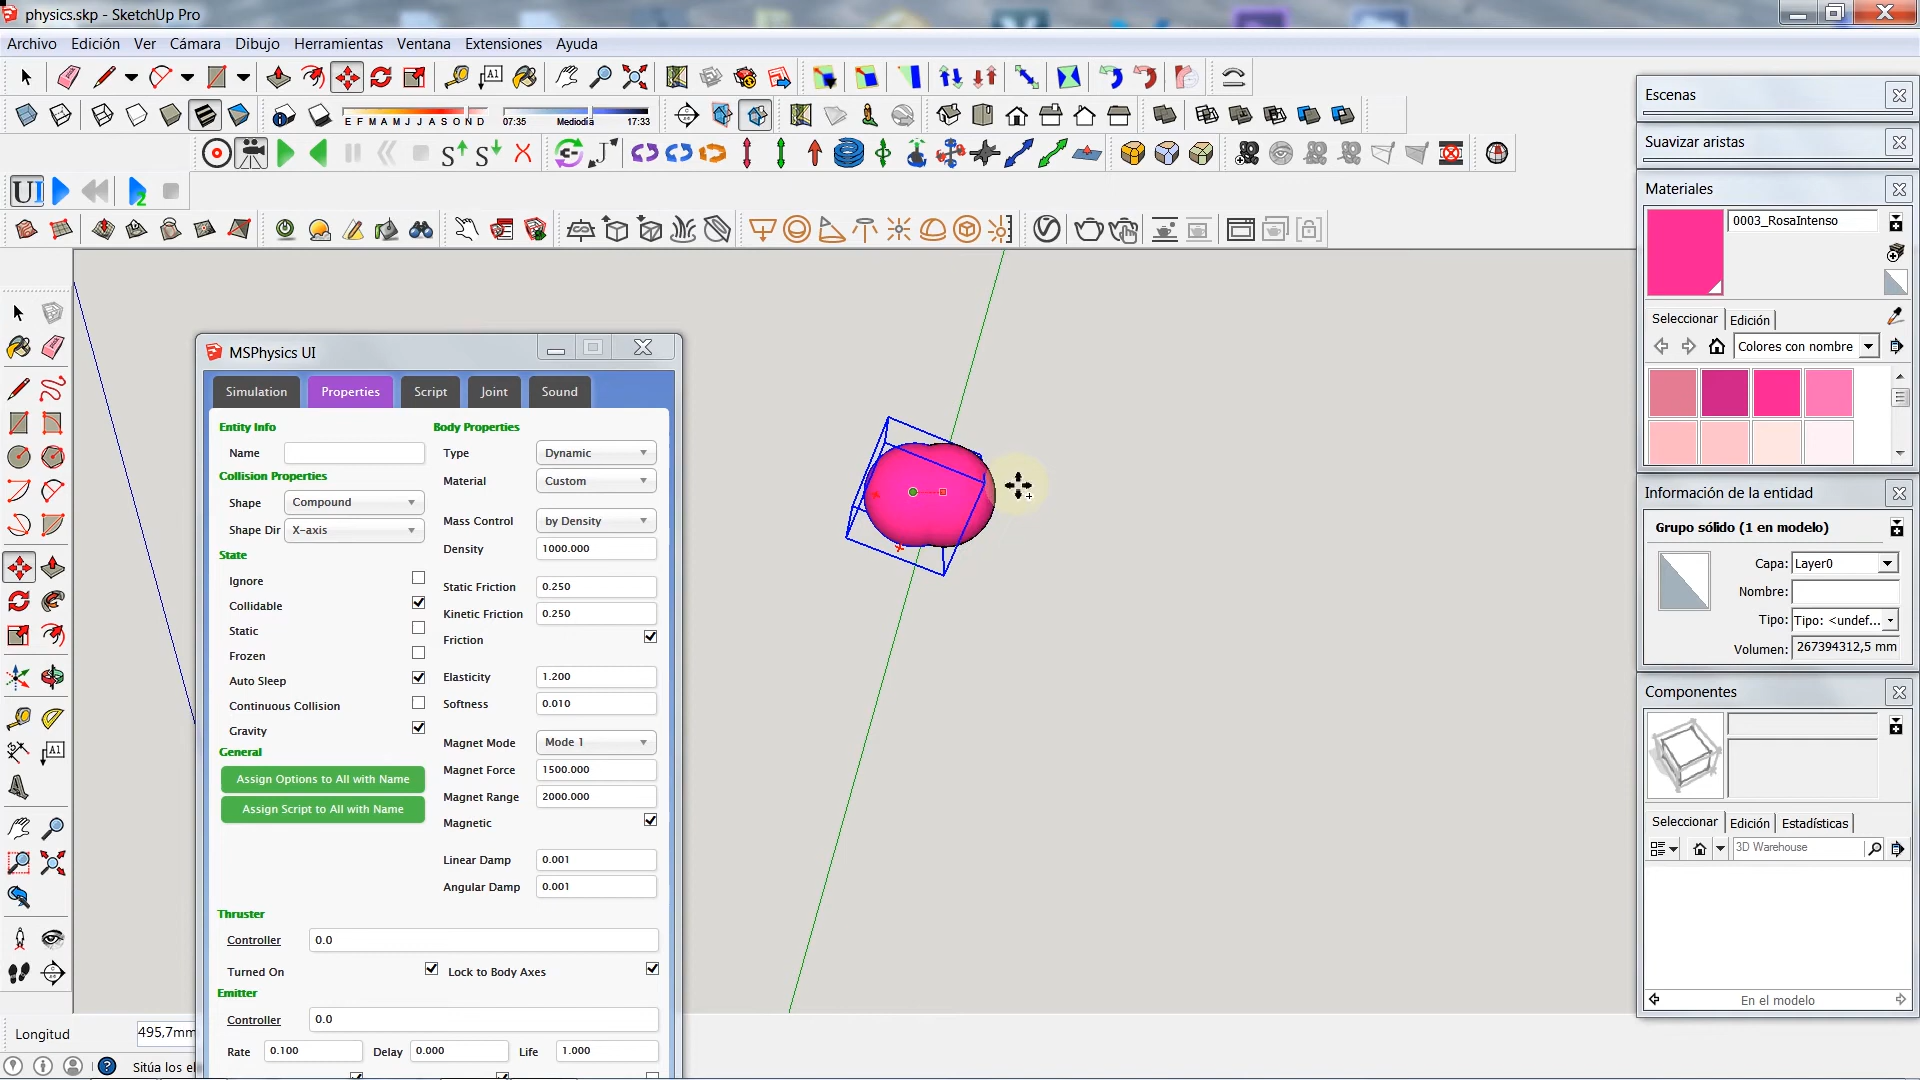 physics.skp - SketchUp Pro
Archivo Edición Ver Cámara Dibujo Herramientas Ventana Extensiones Ayuda
A1
E F M A M J J A S O N D 07:35 Mediodía 17:33
UI
2
Escenas
Suavizar aristas
Materiales
0003_RosaIntenso
Seleccionar Edición
Colores con nombre
MSPhysics UI
Simulation Properties Script Joint Sound
Entity Info
Name
Collision Properties
Shape Compound
Shape Dir X-axis
State
Ignore
Collidable
Static
Frozen
Auto Sleep
Continuous Collision
Gravity
General
Assign Options to All with Name
Assign Script to All with Name
Body Properties
Type Dynamic
Material Custom
Mass Control by Density
Density 1000.000
Static Friction 0.250
Kinetic Friction 0.250
Friction
Elasticity 1.200
Softness 0.010
Magnet Mode Mode 1
Magnet Force 1500.000
Magnet Range 2000.000
Magnetic
Linear Damp 0.001
Angular Damp 0.001
Thruster
Controller 0.0
Turned On Lock to Body Axes
Emitter
Controller 0.0
Rate 0.100 Delay 0.000 Life 1.000
Información de la entidad
Grupo sólido (1 en modelo)
Capa: Layer0
Nombre:
Tipo: Tipo: <undef...
Volumen: 267394312,5 mm
Componentes
Seleccionar Edición Estadísticas
3D Warehouse
En el modelo
A1
Longitud 495,7mm
Sitúa los el